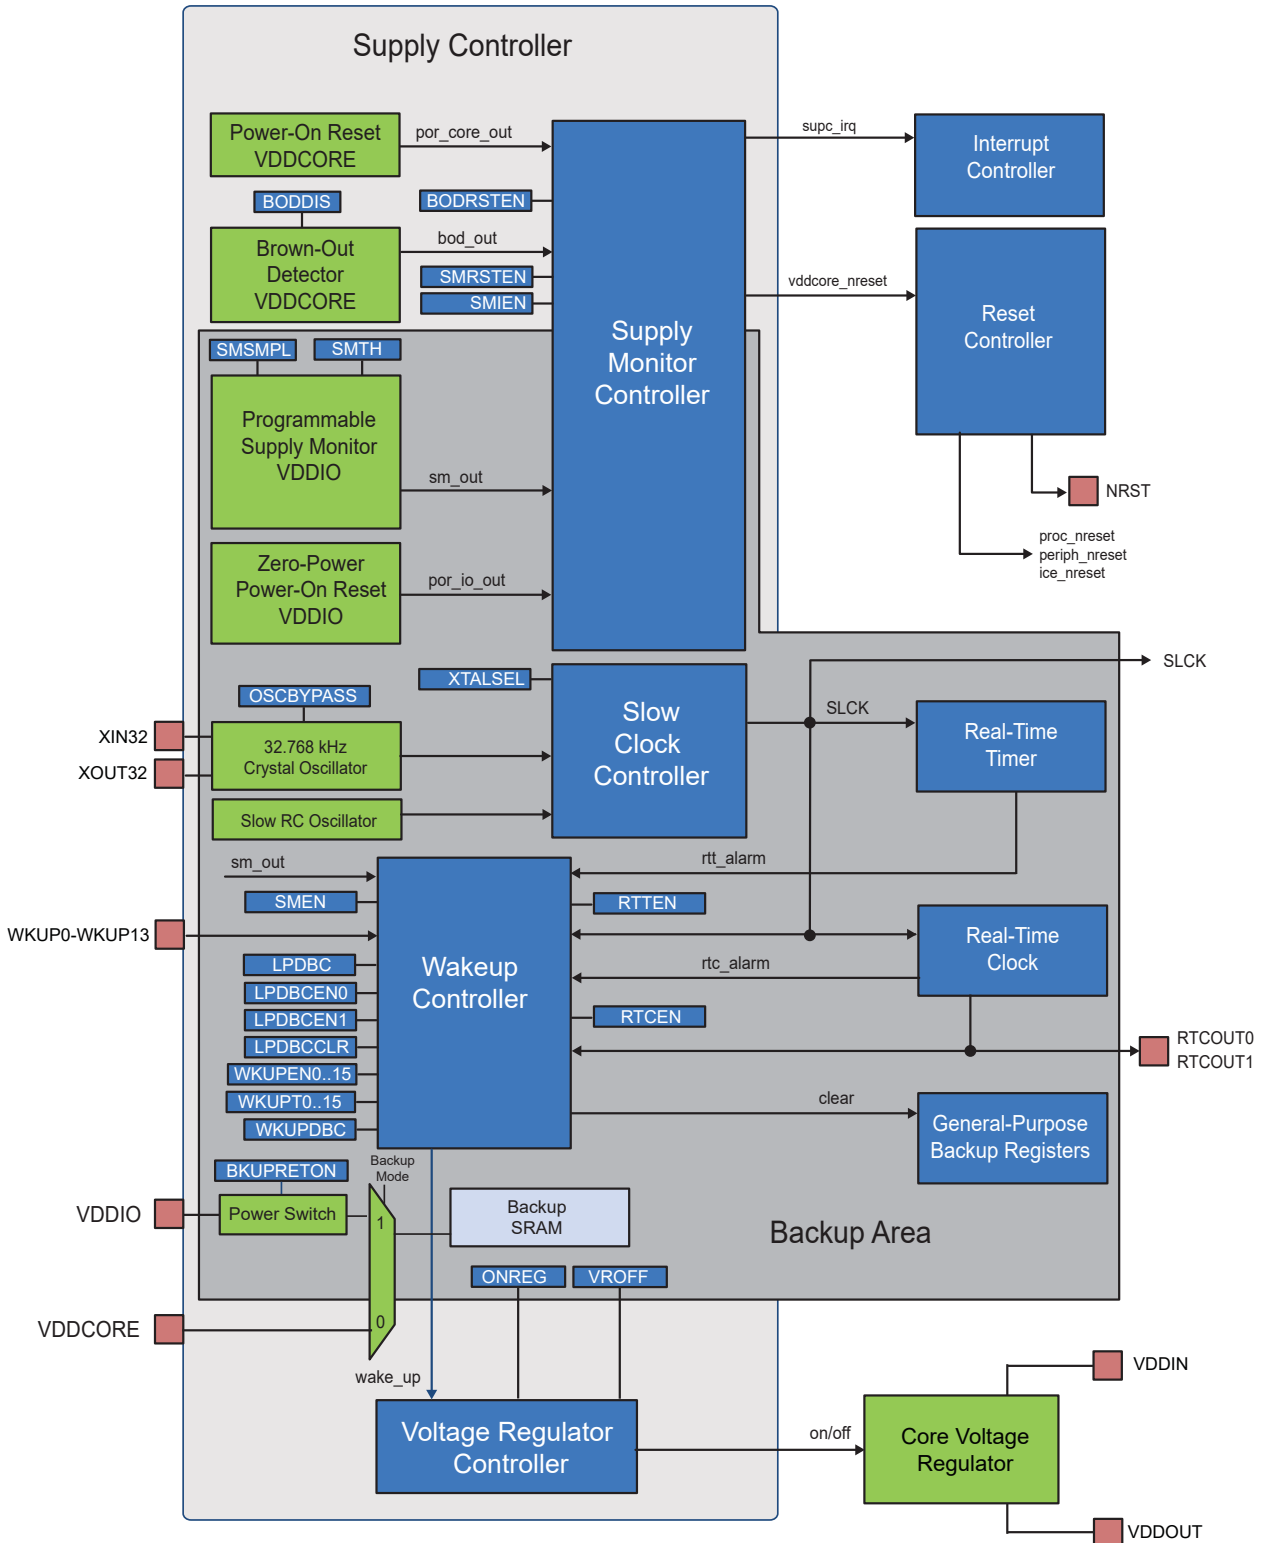 Supply Controller
Power-On Reset
VDDCORE
por_core_out
supc_irq
Interrupt
Controller
BODDIS
BODRSTEN
Brown-Out
Detector
VDDCORE
bod_out
SMRSTEN
SMIEN
vddcore_nreset
Reset
Controller
Supply
Monitor
Controller
SMSMPL
SMTH
Programmable
Supply Monitor
VDDIO
sm_out
NRST
proc_nreset
periph_nreset
ice_nreset
Zero-Power
Power-On Reset
VDDIO
por_io_out
XTALSEL
SLCK
OSCBYPASS
Slow
Clock
Controller
SLCK
Real-Time
Timer
XIN32
XOUT32
32.768 kHz
Crystal Oscillator
Slow RC Oscillator
sm_out
rtt_alarm
SMEN
RTTEN
WKUP0-WKUP13
Wakeup
Controller
Real-Time
Clock
LPDBC
rtc_alarm
LPDBCEN0
LPDBCEN1
RTCEN
LPDBCCLR
RTCOUT0
RTCOUT1
WKUPEN0..15
WKUPT0..15
clear
General-Purpose
Backup Registers
WKUPDBC
BKUPRETON
Backup
Mode
VDDIO
Power Switch
1
Backup
SRAM
Backup Area
ONREG
VROFF
VDDCORE
0
wake_up
VDDIN
Voltage Regulator
Controller
on/off
Core Voltage
Regulator
VDDOUT